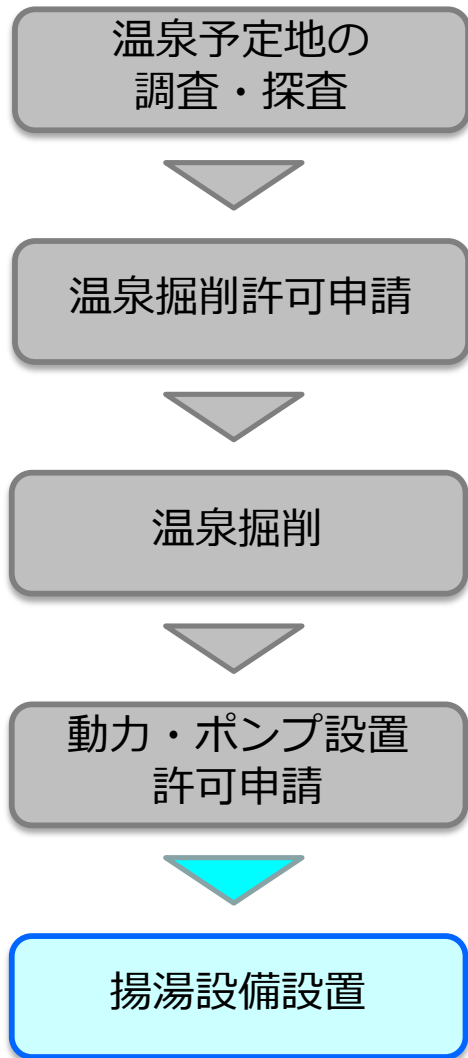 温泉予定地の
調査・探査
温泉掘削許可申請
温泉掘削
動力・ポンプ設置
許可申請
揚湯設備設置